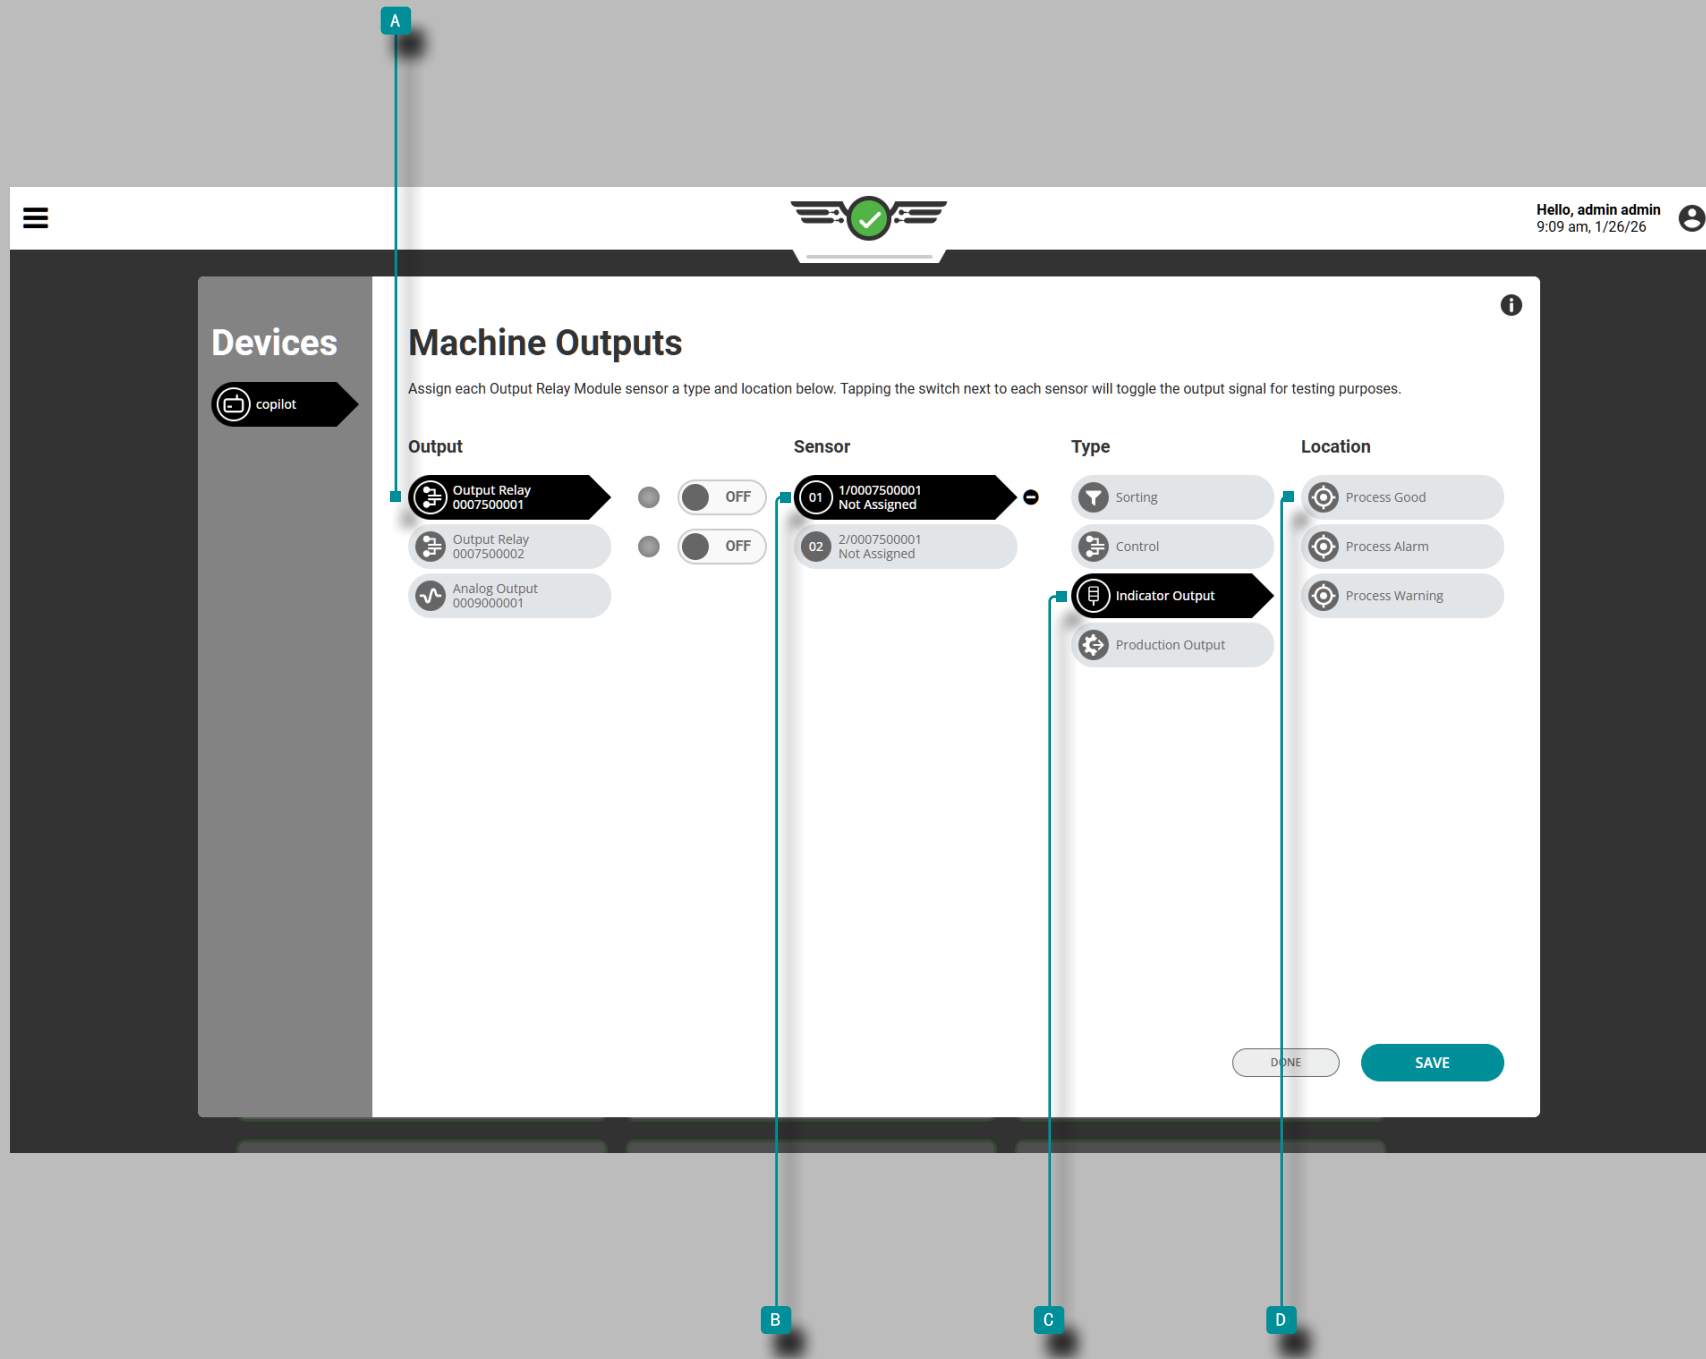 A
Hello, admin admin
9:09 am, 1/26/26
Devices
copilot
Machine Outputs
Assign each Output Relay Module sensor a type and location below. Tapping the switch next to each sensor will toggle the output signal for testing purposes.
Output
Output Relay
0007500001
Output Relay
0007500002
Analog Output
0009000001
OFF
OFF
Sensor
01
1/0007500001
Not Assigned
02
2/0007500001
Not Assigned
Type
Sorting
Control
Indicator Output
Production Output
Location
Process Good
Process Alarm
Process Warning
DONE
SAVE
B
C
D